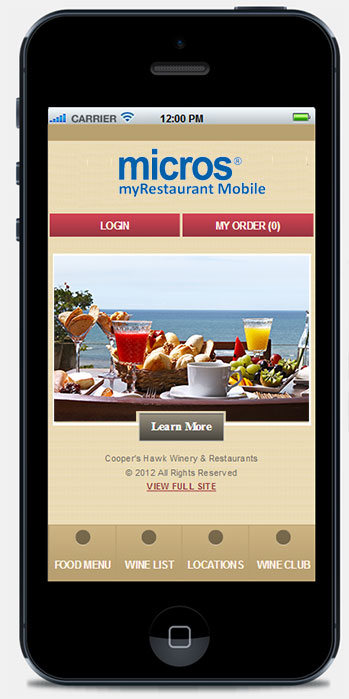 CARRIER 12:00 PM
micros®
myRestaurant Mobile
LOGIN MY ORDER (0)
Learn More
Cooper's Hawk Winery & Restaurants
© 2012 All Rights Reserved
VIEW FULL SITE
FOOD MENU WINE LIST LOCATIONS WINE CLUB